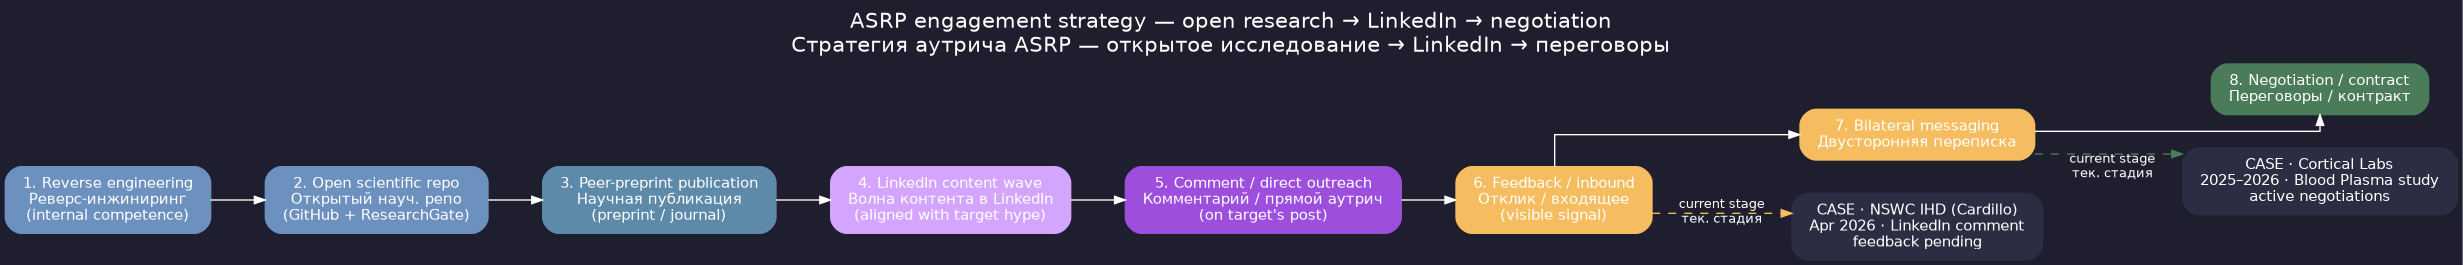 ASRP engagement strategy — open research → LinkedIn → negotiation
Стратегия аутрича ASRP — открытое исследование → LinkedIn → переговоры
1. Reverse engineering
Реверс-инжиниринг
(internal competence)
2. Open scientific repo
Открытый науч. репо
(GitHub + ResearchGate)
3. Peer-preprint publication
Научная публикация
(preprint / journal)
4. LinkedIn content wave
Волна контента в LinkedIn
(aligned with target hype)
5. Comment / direct outreach
Комментарий / прямой аутрич
(on target's post)
6. Feedback / inbound
Отклик / входящее
(visible signal)
current stage
тек. стадия
CASE · NSWC IHD (Cardillo)
Apr 2026 · LinkedIn comment
feedback pending
7. Bilateral messaging
Двусторонняя переписка
current stage
тек. стадия
CASE · Cortical Labs
2025–2026 · Blood Plasma study
active negotiations
8. Negotiation / contract
Переговоры / контракт